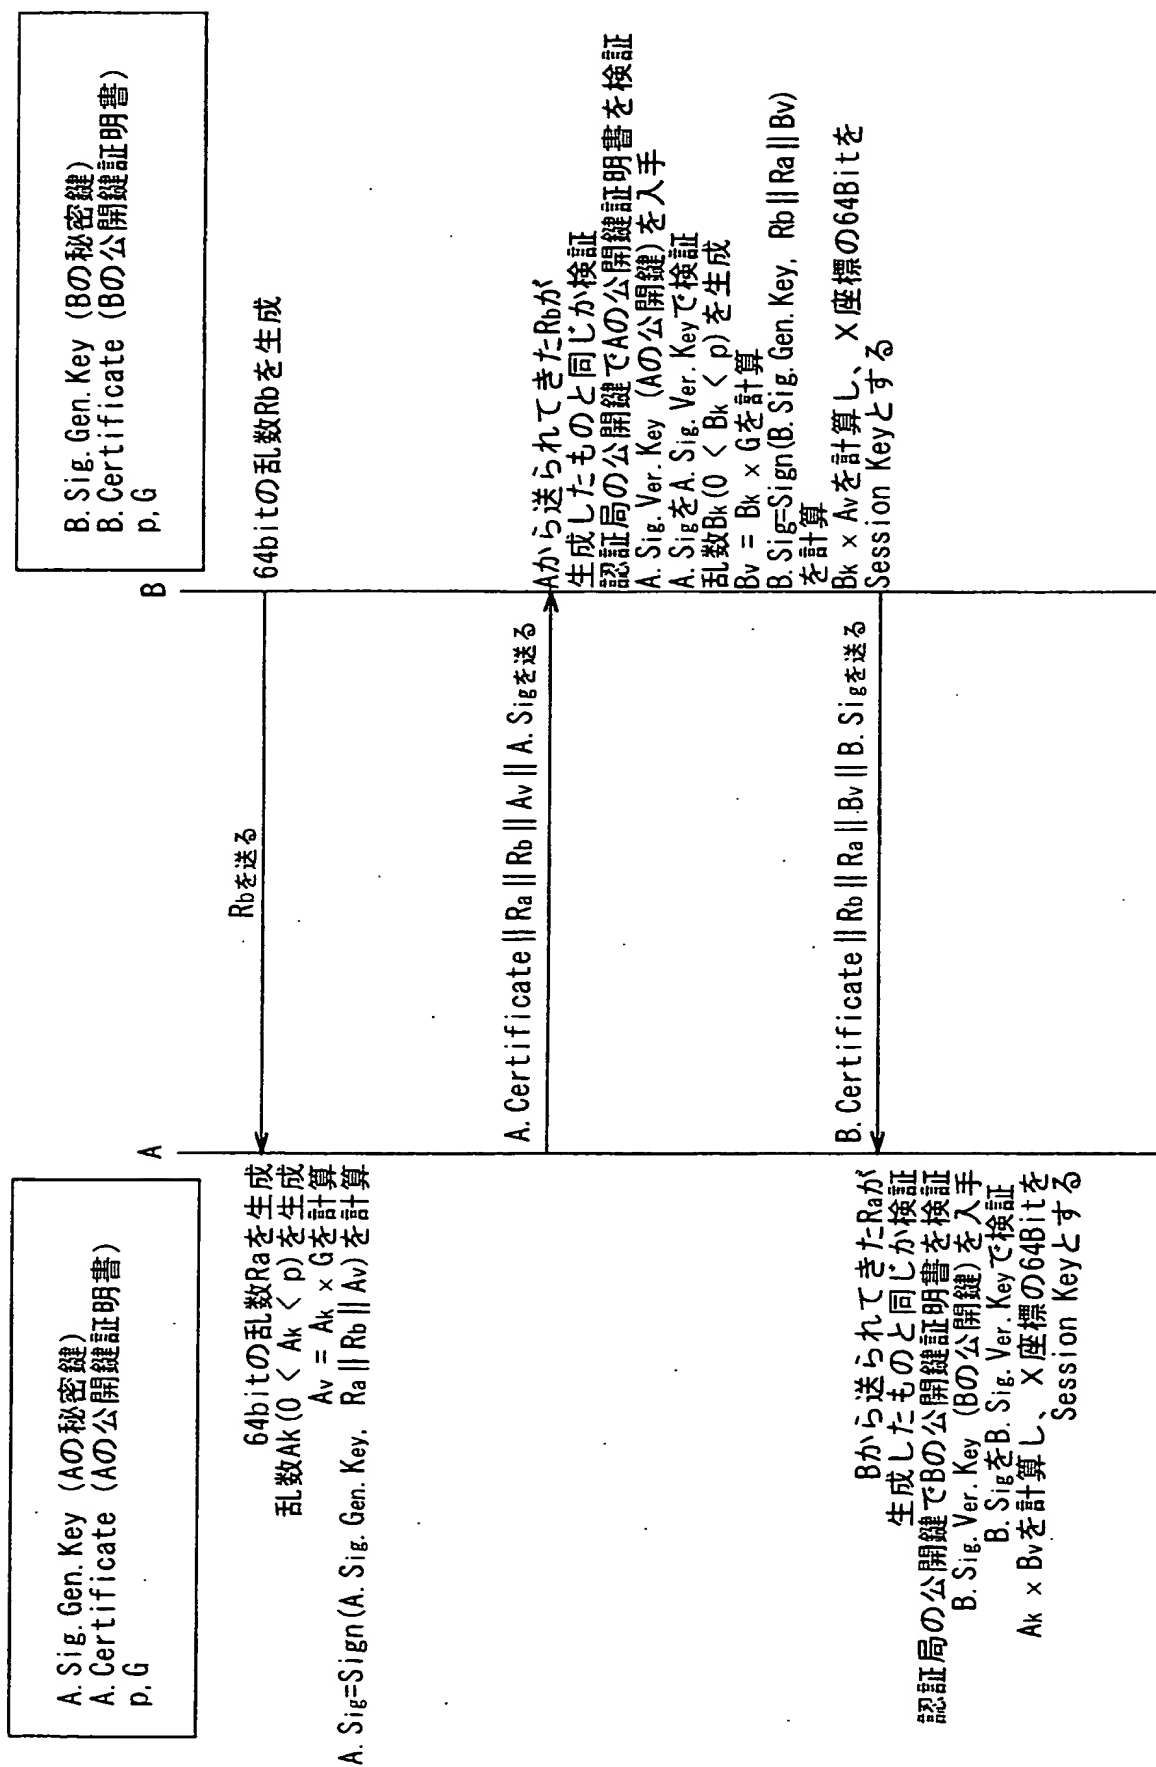 A. Sig. Gen. Key (Aの秘密鍵)
A. Certificate (Aの公開鍵証明書)
p, G
B. Sig. Gen. Key (Bの秘密鍵)
B. Certificate (Bの公開鍵証明書)
p, G
A
B
64bitの乱数Rbを生成
Rbを送る
64bitの乱数Raを生成
乱数Ak(0 < Ak < p)を生成
Av = Ak × Gを計算
A. Sig=Sign(A. Sig. Gen. Key, Ra || Rb || Av)を計算
A. Certificate || Ra || Rb || Av || A. Sigを送る
Aから送られてきたRbが
生成したものと同じか検証
認証局の公開鍵でAの公開鍵証明書を検証
A. Sig. Ver. Key (Aの公開鍵)を入手
A. SigをA. Sig. Ver. Keyで検証
乱数Bk(0 < Bk < p)を生成
Bv = Bk × Gを計算
B. Sig=Sign(B. Sig. Gen. Key, Rb || Ra || Bv)
を計算
Bk × Avを計算し、X座標の64Bitを
Session Keyとする
B. Certificate || Rb || Ra || Bv || B. Sigを送る
Bから送られてきたRaが
生成したものと同じか検証
認証局の公開鍵でBの公開鍵証明書を検証
B. Sig. Ver. Key (Bの公開鍵)を入手
B. SigをB. Sig. Ver. Keyで検証
Ak × Bvを計算し、X座標の64Bitを
Session Keyとする